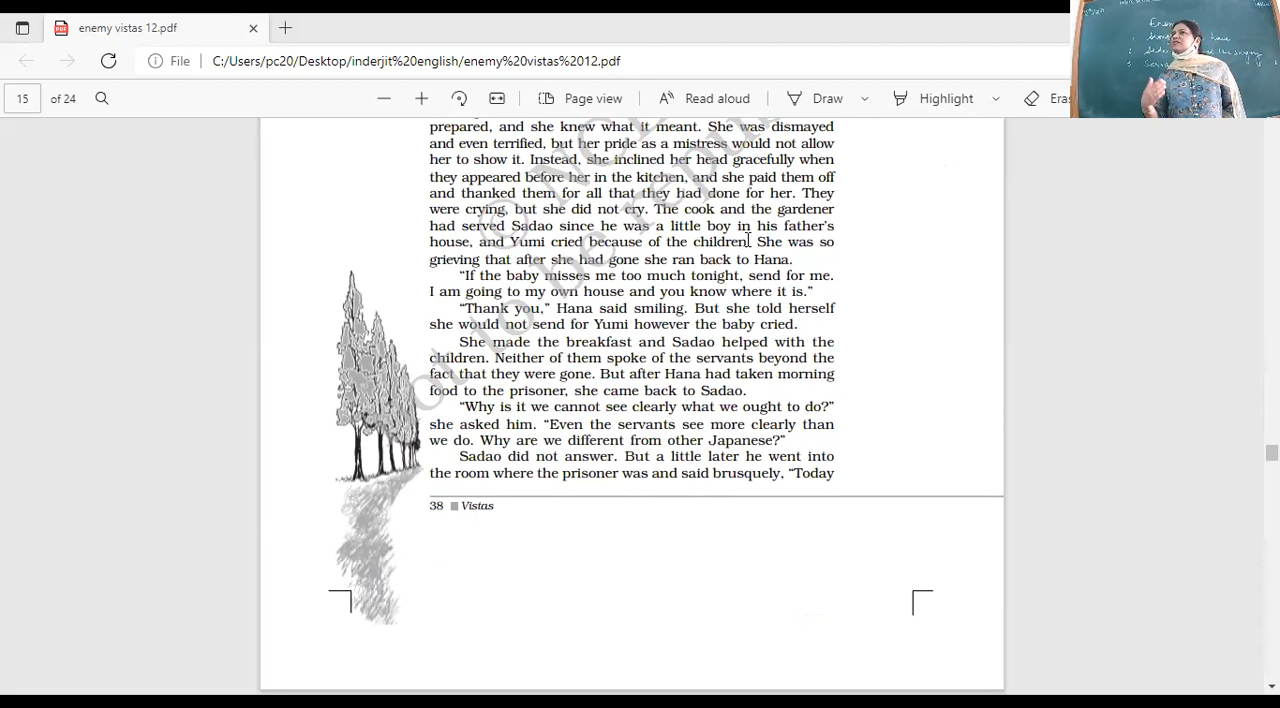 enemy vistas 12.pdf
File
C:/Users/pc20/Desktop/inderjit%20english/enemy%20vistas%2012.pdf
15 of 24
Page view
Read aloud
Draw
Highlight
Eras
prepared, and she knew what it meant. She was dismayed
and even terrified, but her pride as a mistress would not allow
her to show it. Instead, she inclined her head gracefully when
they appeared before her in the kitchen, and she paid them off
and thanked them for all that they had done for her. They
were crying, but she did not cry. The cook and the gardener
had served Sadao since he was a little boy in his father's
house, and Yumi cried because of the children. She was so
grieving that after she had gone she ran back to Hana.
"If the baby misses me too much tonight, send for me.
I am going to my own house and you know where it is."
"Thank you," Hana said smiling. But she told herself
she would not send for Yumi however the baby cried.
She made the breakfast and Sadao helped with the
children. Neither of them spoke of the servants beyond the
fact that they were gone. But after Hana had taken morning
food to the prisoner, she came back to Sadao.
"Why is it we cannot see clearly what we ought to do?"
she asked him. "Even the servants see more clearly than
we do. Why are we different from other Japanese?"
Sadao did not answer. But a little later he went into
the room where the prisoner was and said brusquely, "Today
38 Vistas